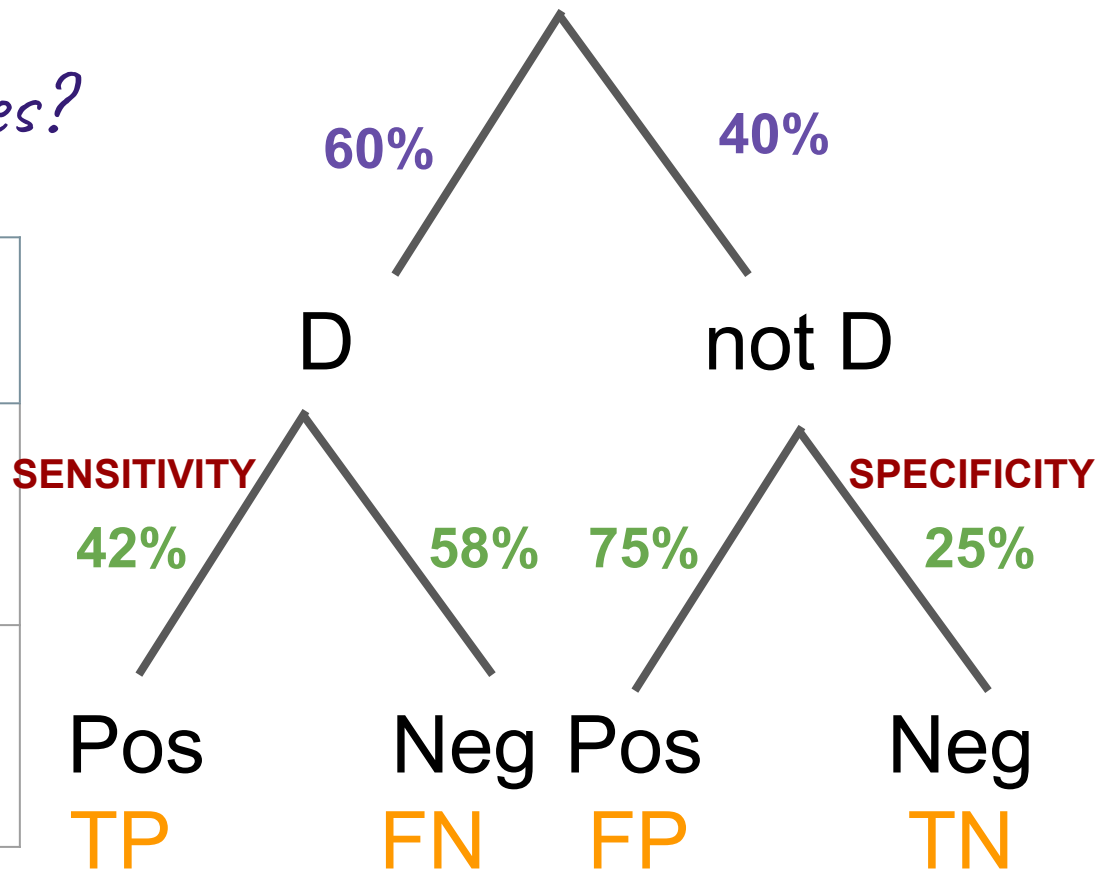 60%
40%
D
not D
SENSITIVITY
SPECIFICITY
42%
58%
75%
25%
Pos
Neg
Pos
Neg
TP
FN
FP
TN